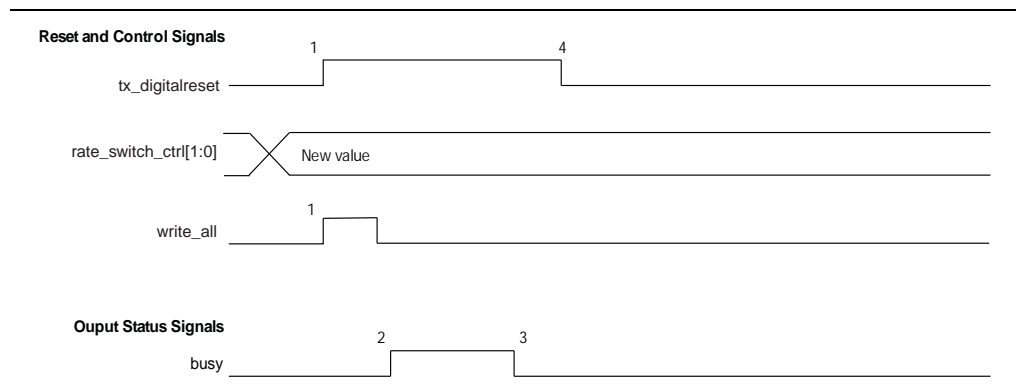 Reset and Control Signals
1
4
tx_digitalreset
rate_switch_ctrl[1:0]
New value
1
write_all
Ouput Status Signals
2
3
busy